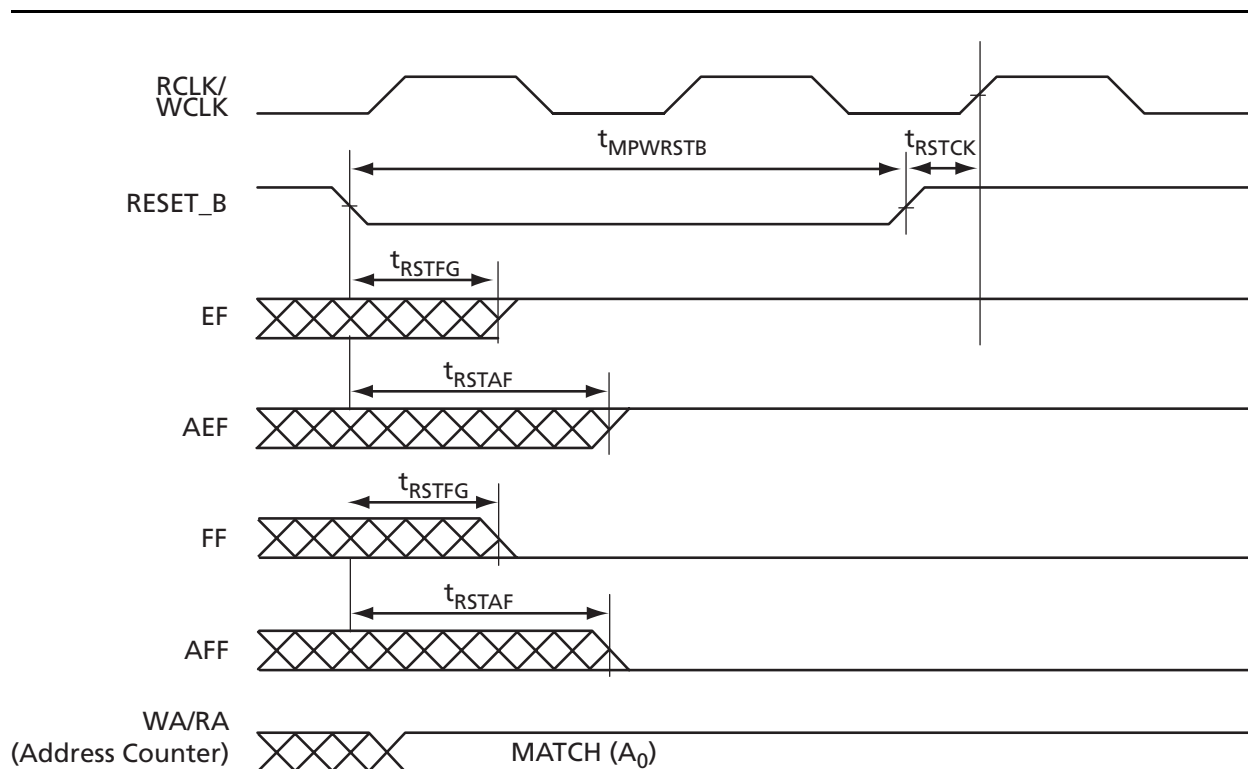 RCLK/
WCLK
tMPWRSTB
tRSTCK
RESET_B
tRSTFG
EF
tRSTAF
AEF
tRSTFG
FF
tRSTAF
AFF
WA/RA
(Address Counter)
MATCH (A0)